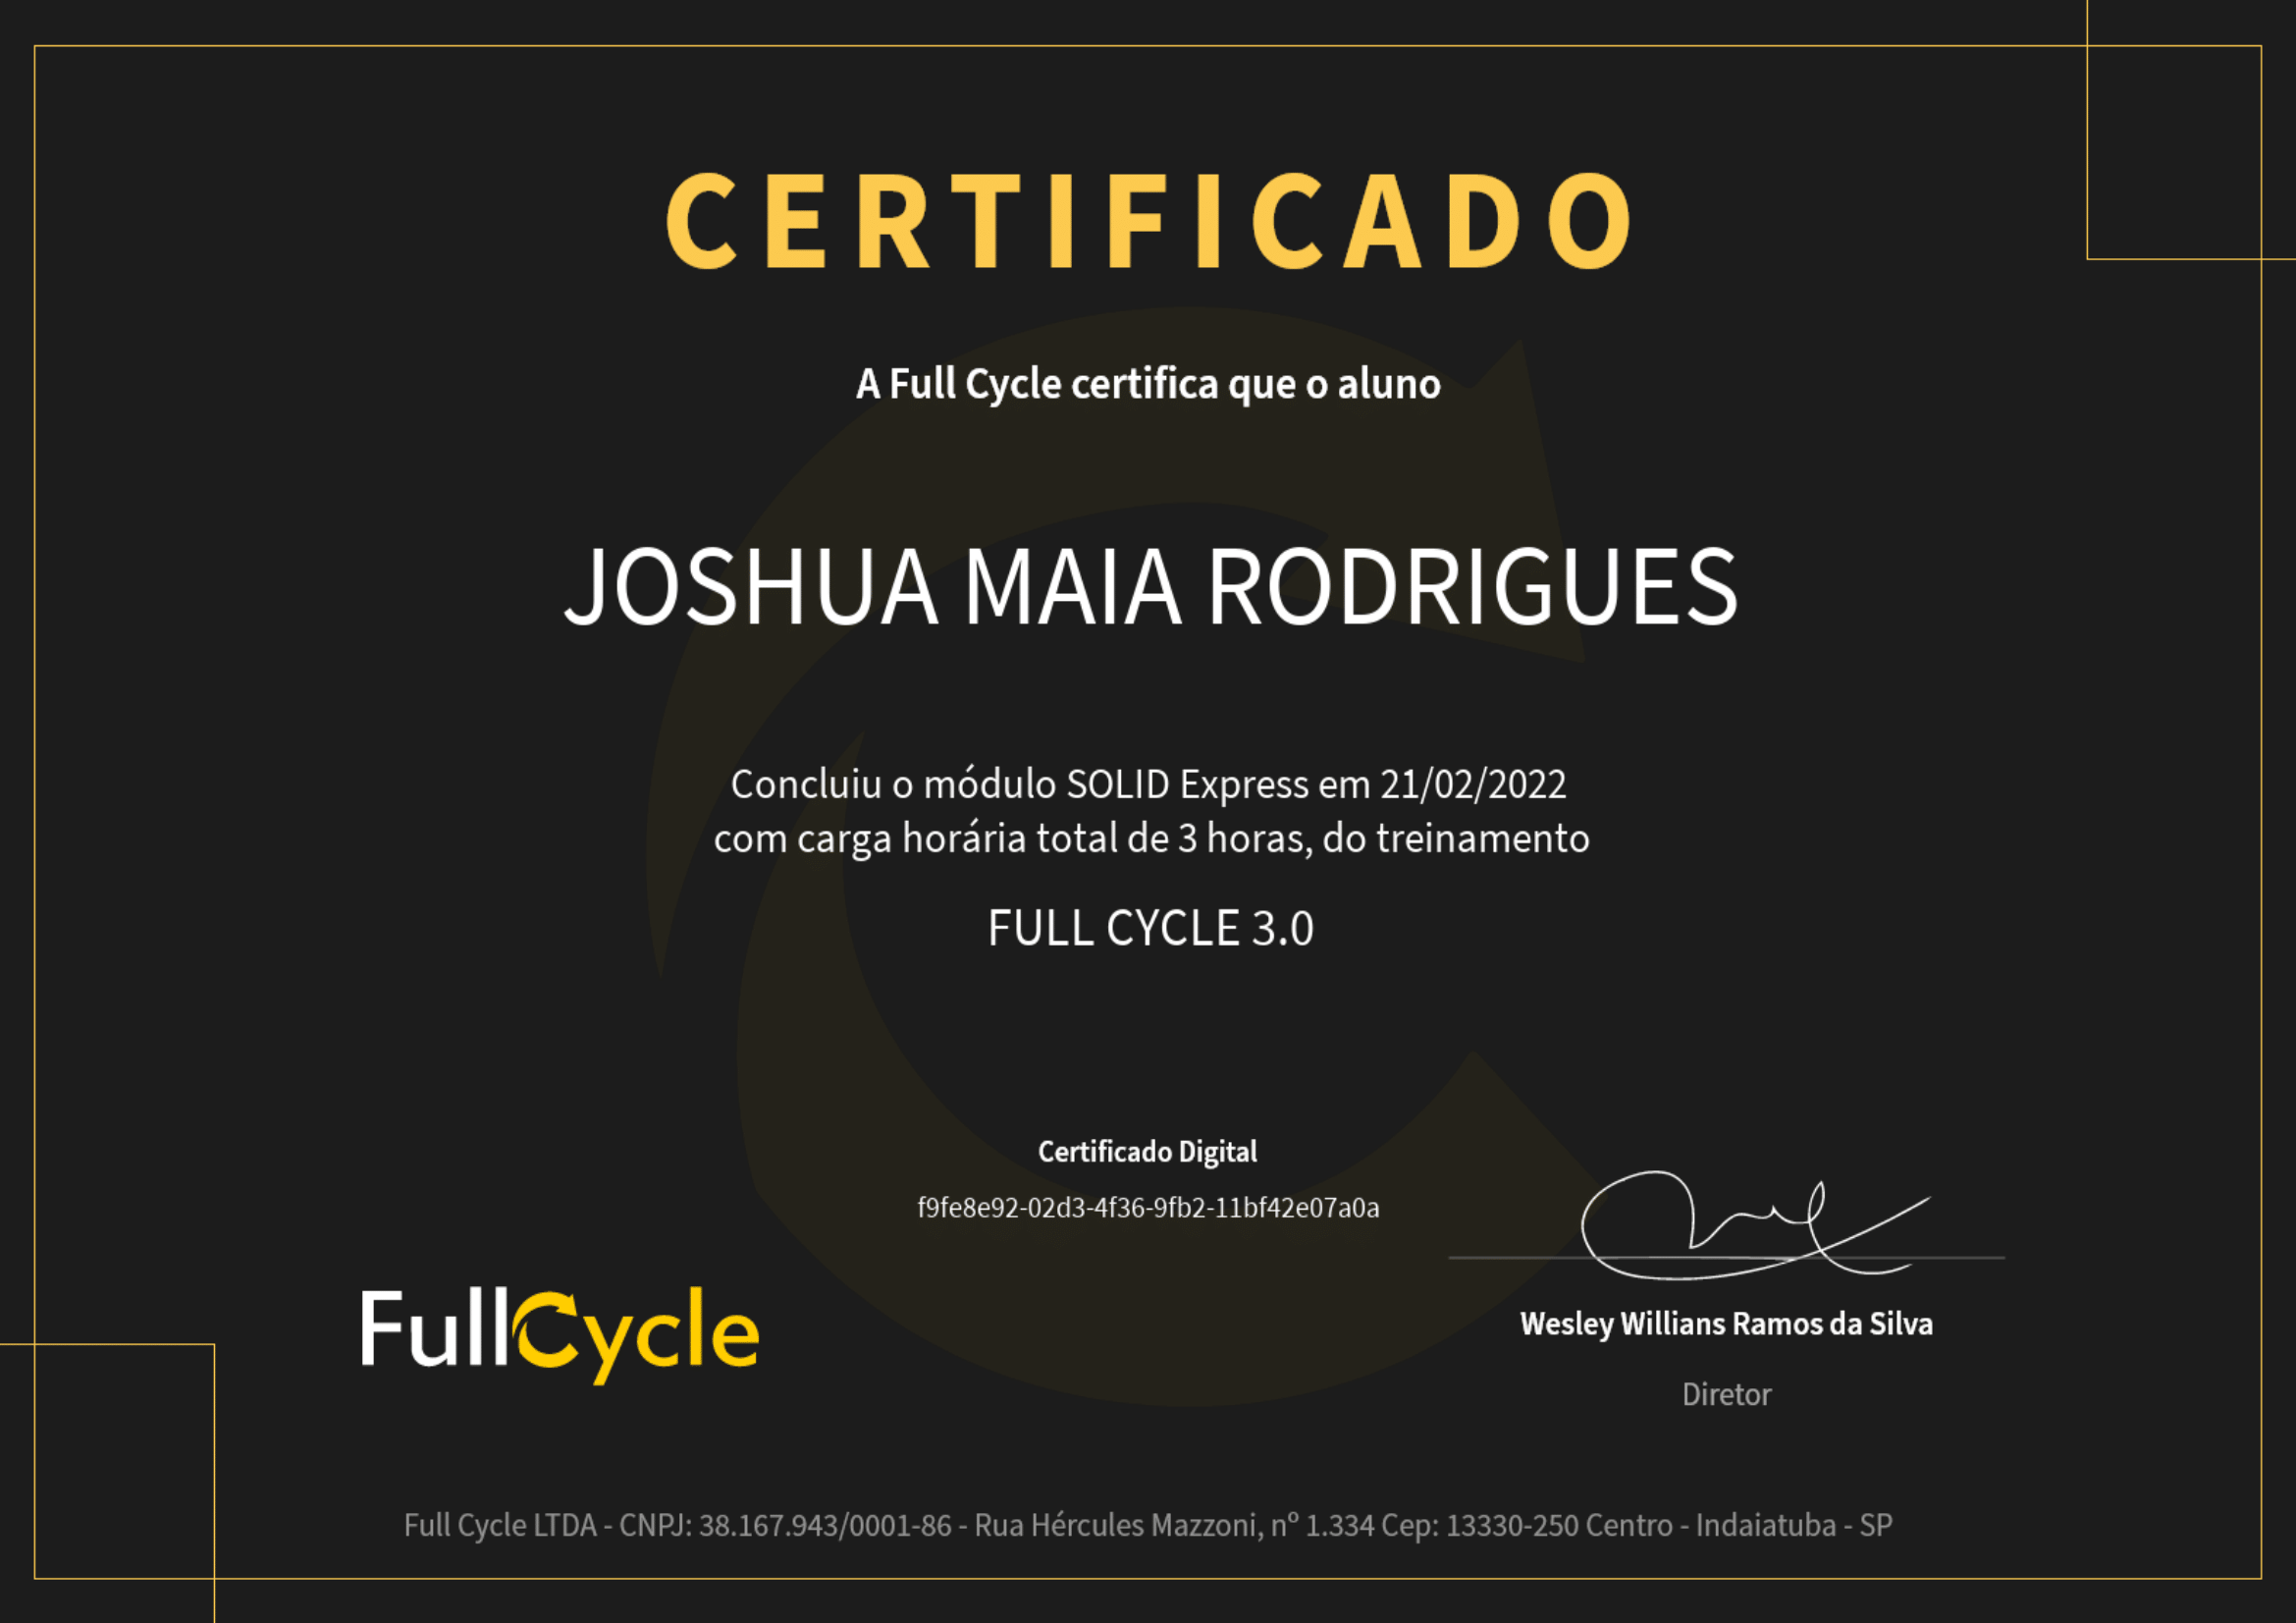 CERTIFICADO
A Full Cycle certifica que o aluno
JOSHUA MAIA RODRIGUES
Concluiu o módulo SOLID Express em 21/02/2022
com carga horária total de 3 horas, do treinamento
FULL CYCLE 3.0
Certificado Digital
f9fe8e92-02d3-4f36-9fb2-11bf42e07a0a
FullCycle
Wesley Willians Ramos da Silva
Diretor
Full Cycle LTDA - CNPJ: 38.167.943/0001-86 - Rua Hércules Mazzoni, nº 1.334 Cep: 13330-250 Centro - Indaiatuba - SP